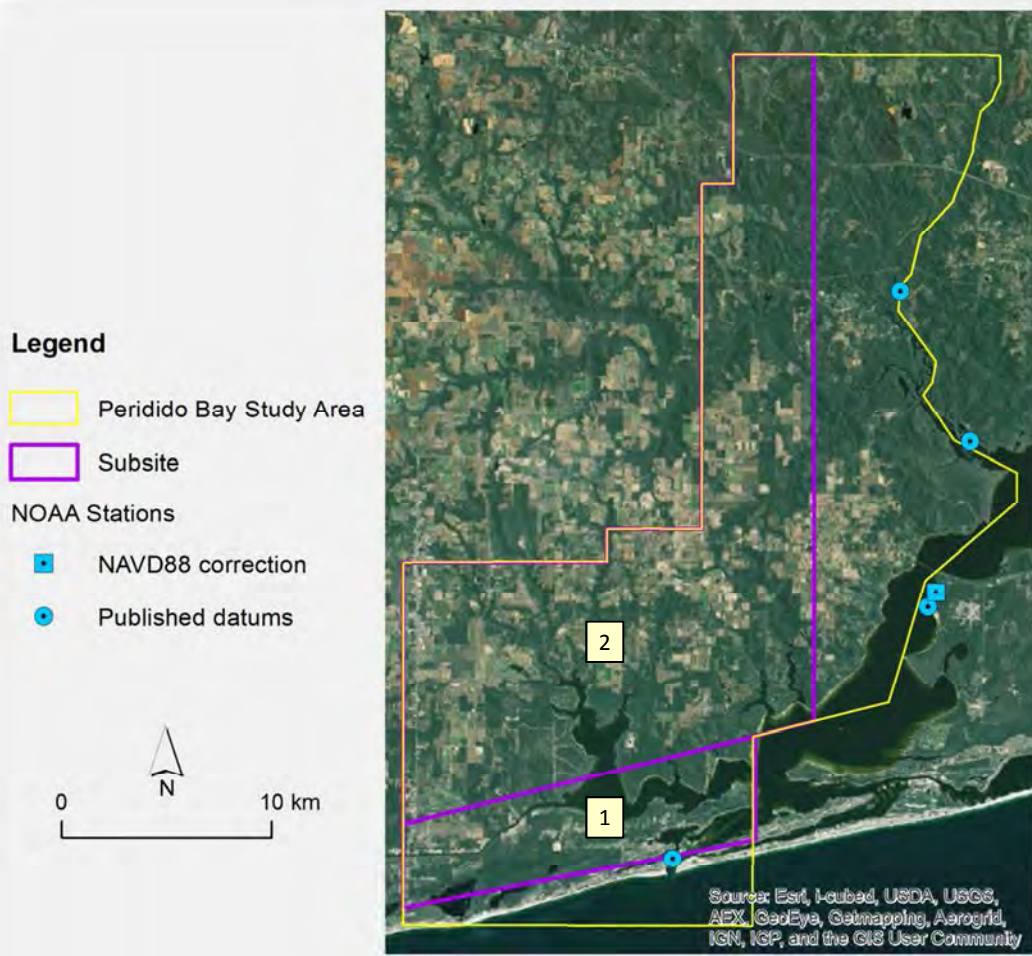 Legend
Peridido Bay Study Area
Subsite
NOAA Stations
NAVD88 correction
Published datums
N
0 10 km
2
1
Source: Esri, i-cubed, USDA, USGS,
AEX, GeoEye, Getmapping, Aerogrid,
IGN, IGP, and the GIS User Community